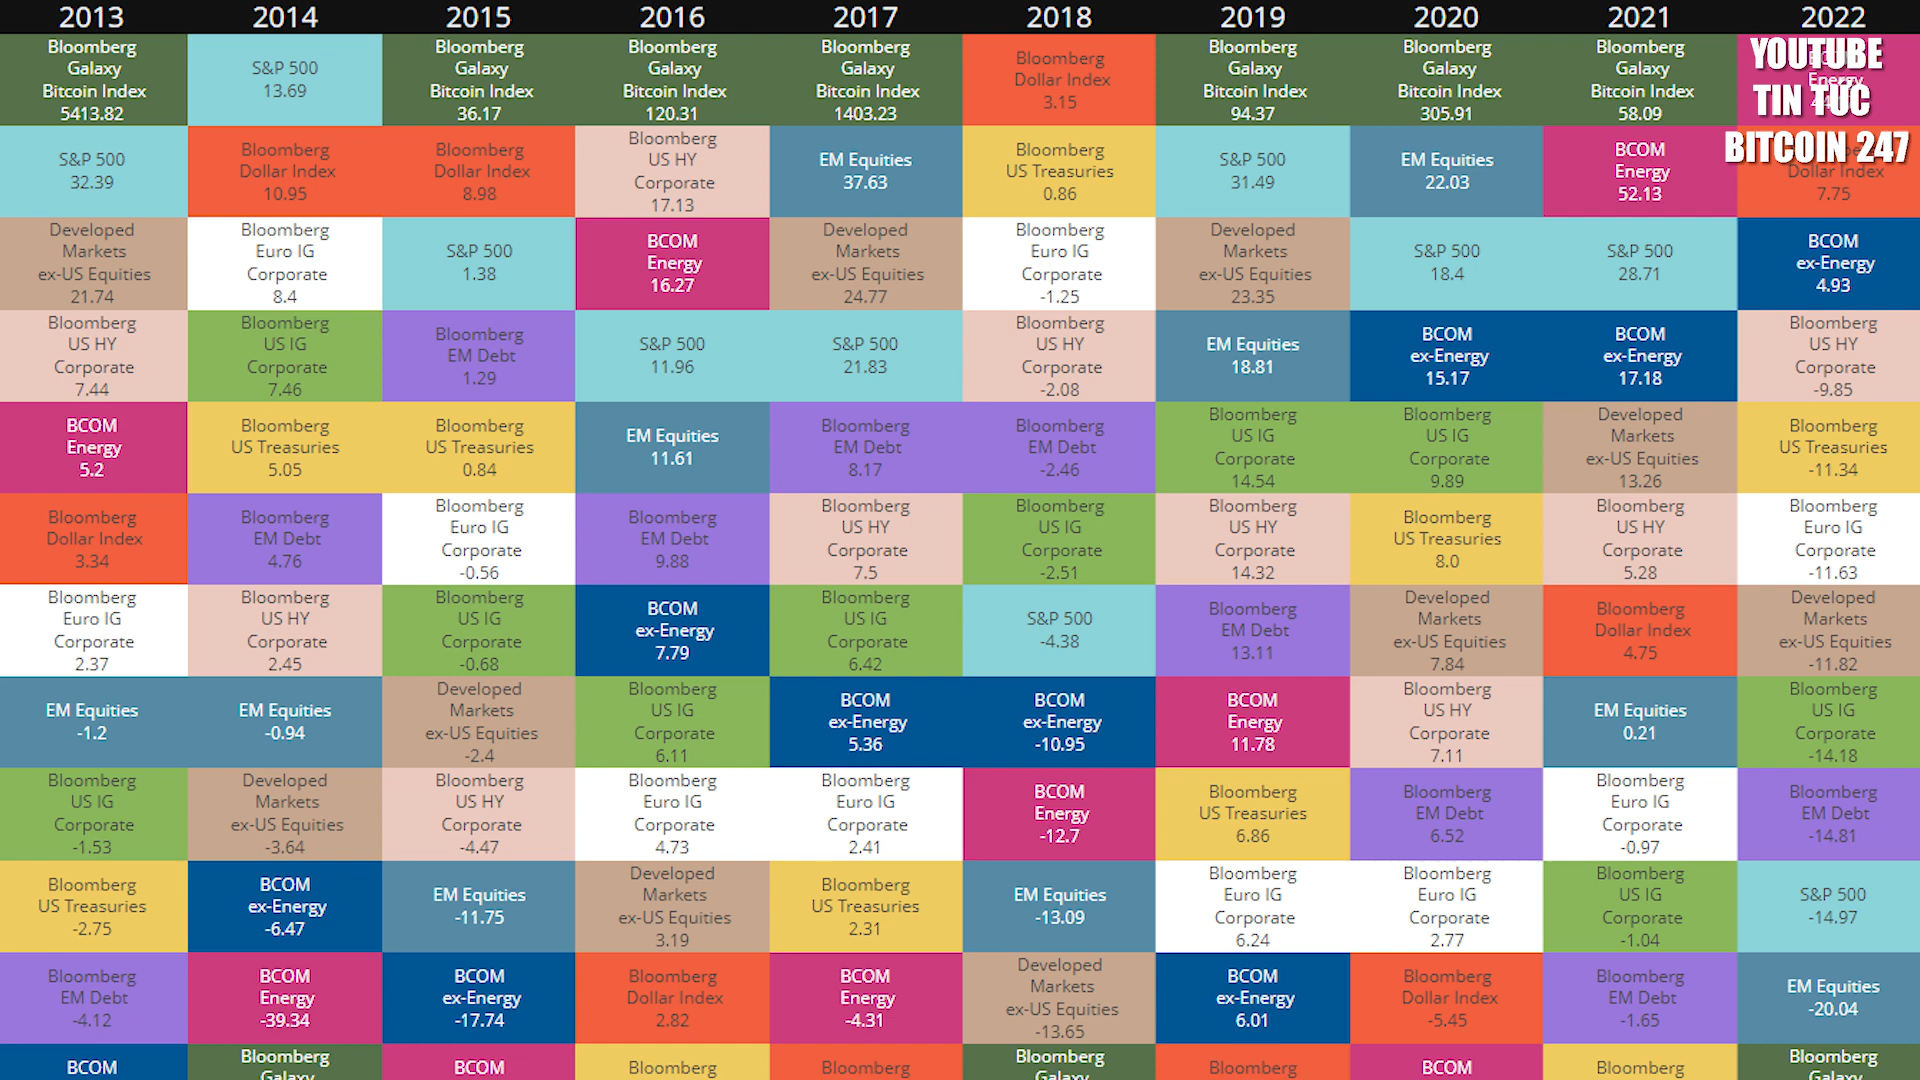 2013 2014 2015 2016 2017 2018 2019 2020 2021 2022
Bloomberg Galaxy Bitcoin Index 5413.82
S&P 500 13.69
Bloomberg Galaxy Bitcoin Index 36.17
Bloomberg Galaxy Bitcoin Index 120.31
Bloomberg Galaxy Bitcoin Index 1403.23
Bloomberg Dollar Index 3.15
Bloomberg Galaxy Bitcoin Index 94.37
Bloomberg Galaxy Bitcoin Index 305.91
Bloomberg Galaxy Bitcoin Index 58.09
Energy
YOUTUBE
TIN TUC
BITCOIN 247
S&P 500 32.39
Bloomberg Dollar Index 10.95
Bloomberg Dollar Index 8.98
Bloomberg US HY Corporate 17.13
EM Equities 37.63
Bloomberg US Treasuries 0.86
S&P 500 31.49
EM Equities 22.03
BCOM Energy 52.13
Dollar Index 7.75
Developed Markets ex-US Equities 21.74
Bloomberg Euro IG Corporate 8.4
S&P 500 1.38
BCOM Energy 16.27
Developed Markets ex-US Equities 24.77
Bloomberg Euro IG Corporate -1.25
Developed Markets ex-US Equities 23.35
S&P 500 18.4
S&P 500 28.71
BCOM ex-Energy 4.93
Bloomberg US HY Corporate 7.44
Bloomberg US IG Corporate 7.46
Bloomberg EM Debt 1.29
S&P 500 11.96
S&P 500 21.83
Bloomberg US HY Corporate -2.08
EM Equities 18.81
BCOM ex-Energy 15.17
BCOM ex-Energy 17.18
Bloomberg US HY Corporate -9.85
BCOM Energy 5.2
Bloomberg US Treasuries 5.05
Bloomberg US Treasuries 0.84
EM Equities 11.61
Bloomberg EM Debt 8.17
Bloomberg EM Debt -2.46
Bloomberg US IG Corporate 14.54
Bloomberg US IG Corporate 9.89
Developed Markets ex-US Equities 13.26
Bloomberg US Treasuries -11.34
Bloomberg Dollar Index 3.34
Bloomberg EM Debt 4.76
Bloomberg Euro IG Corporate -0.56
Bloomberg EM Debt 9.88
Bloomberg US HY Corporate 7.5
Bloomberg US IG Corporate -2.51
Bloomberg US HY Corporate 14.32
Bloomberg US Treasuries 8.0
Bloomberg US HY Corporate 5.28
Bloomberg Euro IG Corporate -11.63
Bloomberg Euro IG Corporate 2.37
Bloomberg US HY Corporate 2.45
Bloomberg US IG Corporate -0.68
BCOM ex-Energy 7.79
Bloomberg US IG Corporate 6.42
S&P 500 -4.38
Bloomberg EM Debt 13.11
Developed Markets ex-US Equities 7.84
Bloomberg Dollar Index 4.75
Developed Markets ex-US Equities -11.82
EM Equities -1.2
EM Equities -0.94
Developed Markets ex-US Equities -2.4
Bloomberg US IG Corporate 6.11
BCOM ex-Energy 5.36
BCOM ex-Energy -10.95
BCOM Energy 11.78
Bloomberg US HY Corporate 7.11
EM Equities 0.21
Bloomberg US IG Corporate -14.18
Bloomberg US IG Corporate -1.53
Developed Markets ex-US Equities -3.64
Bloomberg US HY Corporate -4.47
Bloomberg Euro IG Corporate 4.73
Bloomberg Euro IG Corporate 2.41
BCOM Energy -12.7
Bloomberg US Treasuries 6.86
Bloomberg EM Debt 6.52
Bloomberg Euro IG Corporate -0.97
Bloomberg EM Debt -14.81
Bloomberg US Treasuries -2.75
BCOM ex-Energy -6.47
EM Equities -11.75
Developed Markets ex-US Equities 3.19
Bloomberg US Treasuries 2.31
EM Equities -13.09
Bloomberg Euro IG Corporate 6.24
Bloomberg Euro IG Corporate 2.77
Bloomberg US IG Corporate -1.04
S&P 500 -14.97
Bloomberg EM Debt -4.12
BCOM Energy -39.34
BCOM ex-Energy -17.74
Bloomberg Dollar Index 2.82
BCOM Energy -4.31
Developed Markets ex-US Equities -13.65
BCOM ex-Energy 6.01
Bloomberg Dollar Index -5.45
Bloomberg EM Debt -1.65
EM Equities -20.04
BCOM
Bloomberg Galaxy
BCOM
Bloomberg
Bloomberg
Bloomberg Galaxy
Bloomberg
BCOM
Bloomberg
Bloomberg Galaxy